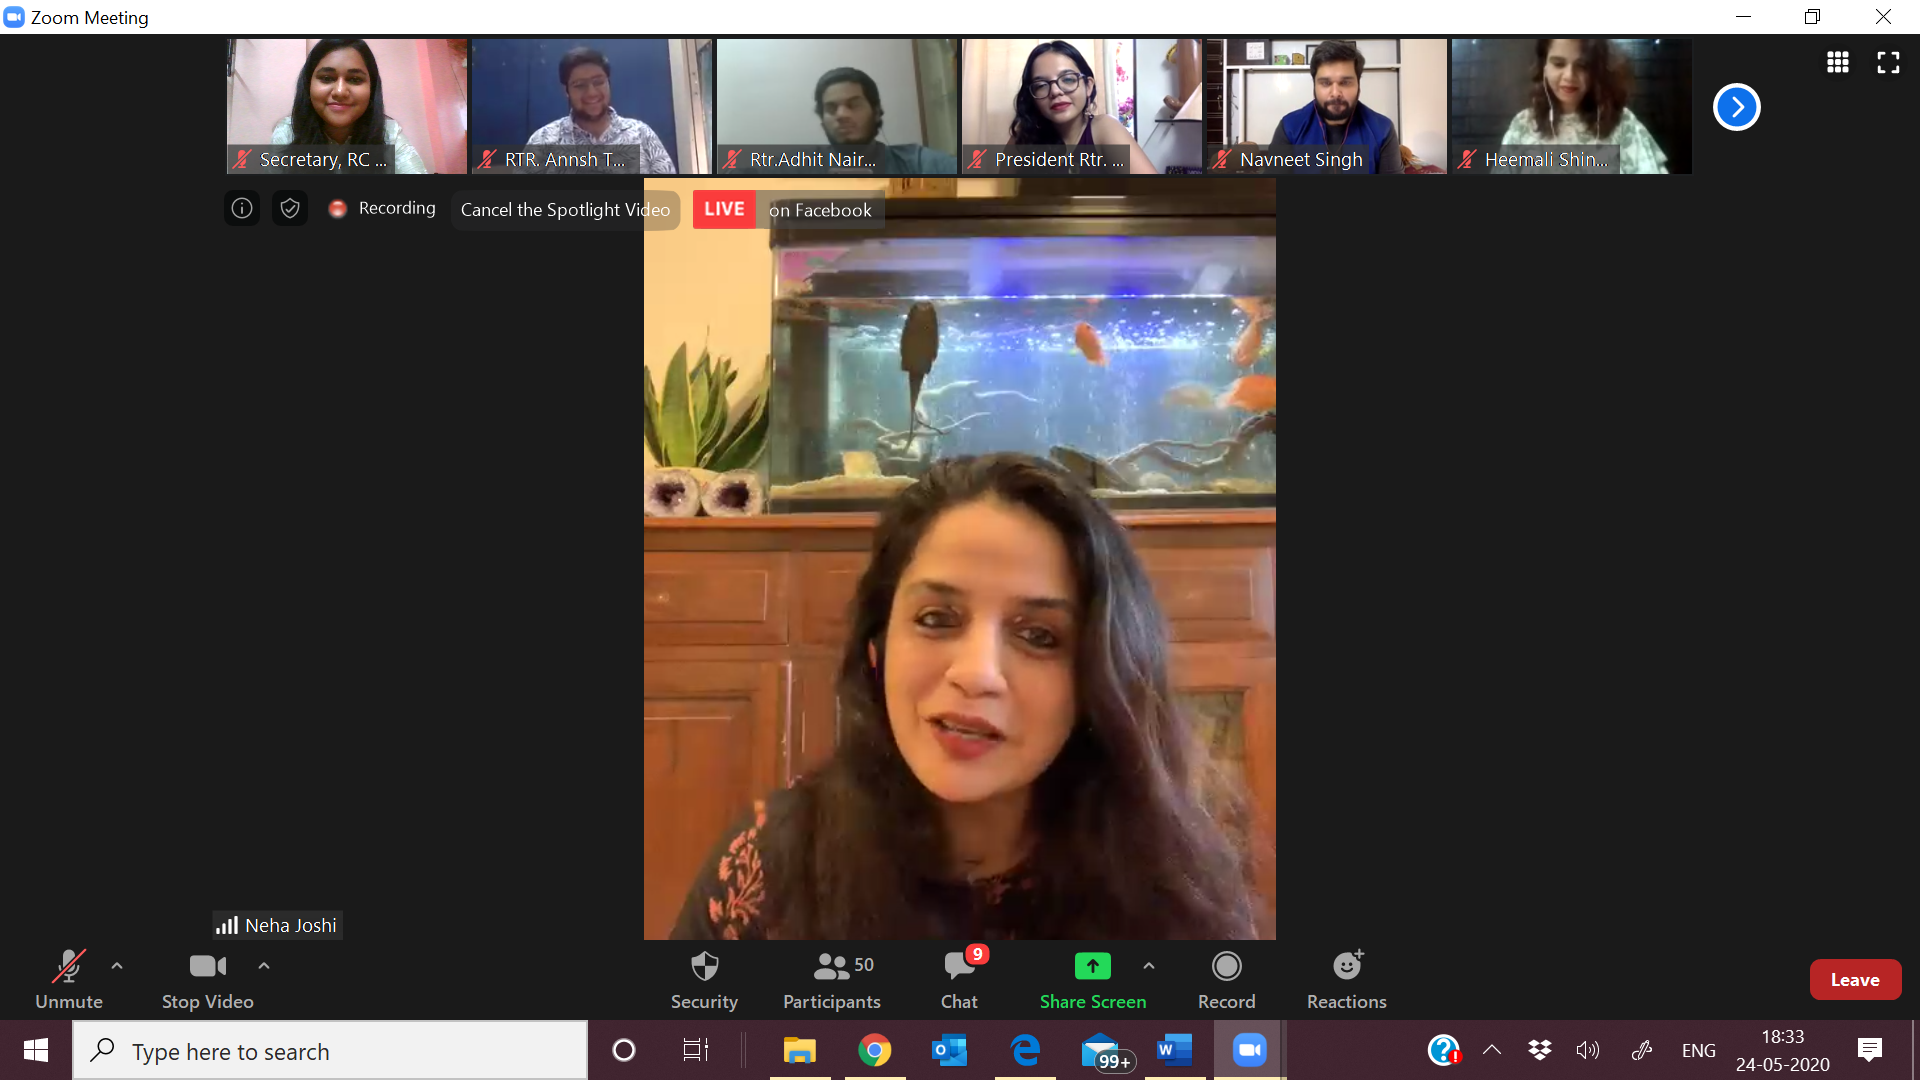 Zoom Meeting
Secretary, RC ...
RTR. Annsh T...
Rtr.Adhit Nair...
President Rtr. ...
Navneet Singh
Heemali Shin...
Recording
Cancel the Spotlight Video
LIVE on Facebook
Neha Joshi
Unmute
Stop Video
Security
50
Participants
9
Chat
Share Screen
Record
Reactions
Leave
Type here to search
99+
ENG
18:33
24-05-2020